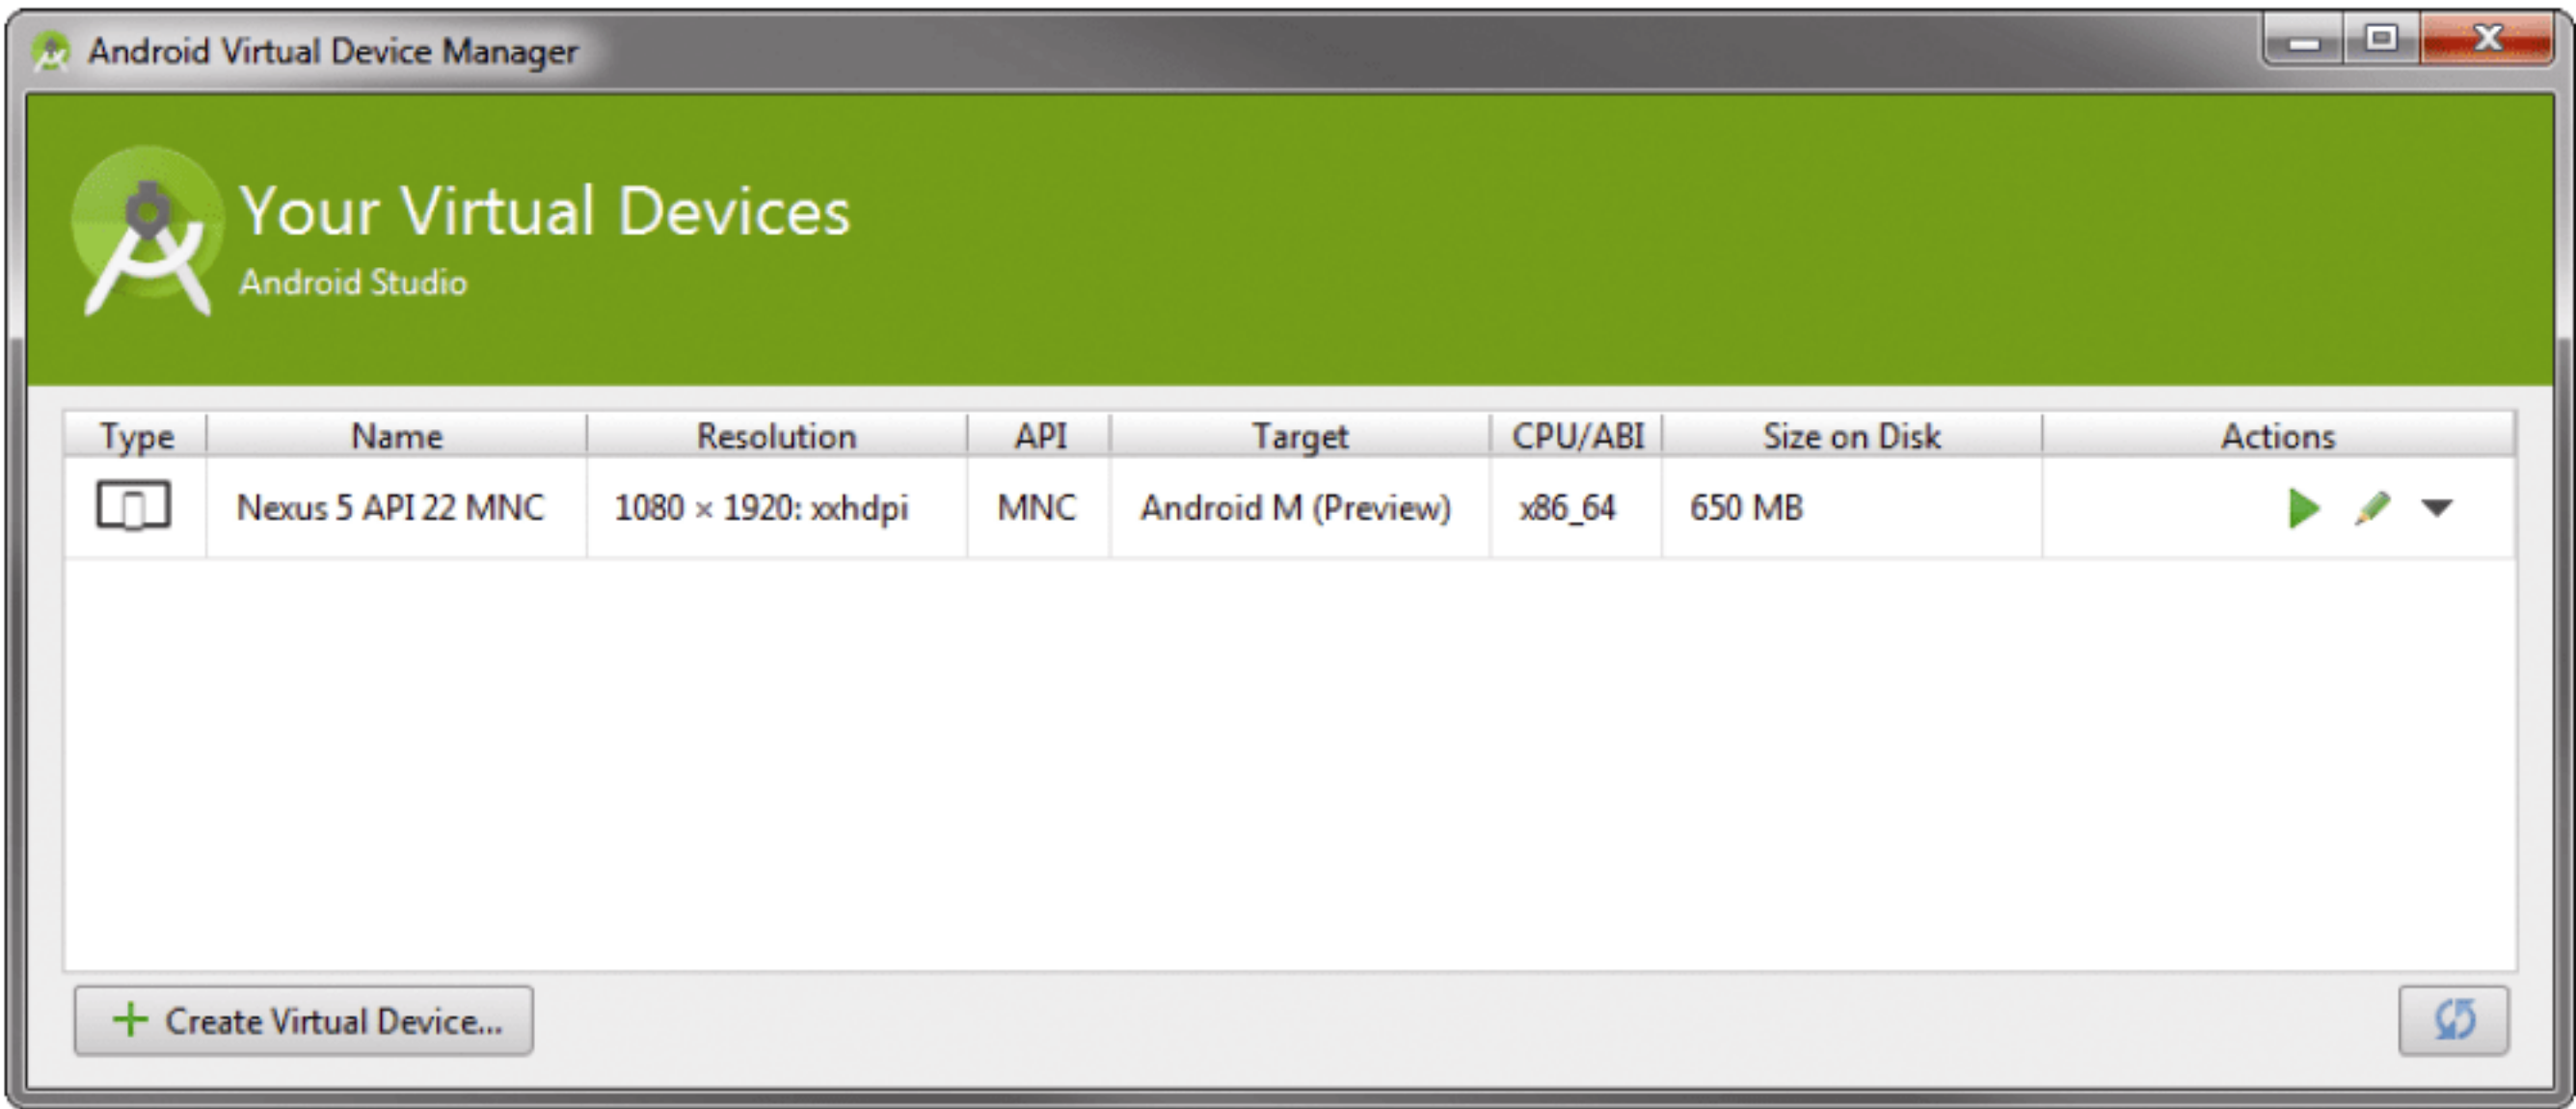 Android Virtual Device Manager
Your Virtual Devices
Android Studio
Type Name Resolution API Target CPU/ABI Size on Disk Actions
Nexus 5 API 22 MNC 1080 × 1920: xxhdpi MNC Android M (Preview) x86_64 650 MB
Create Virtual Device...